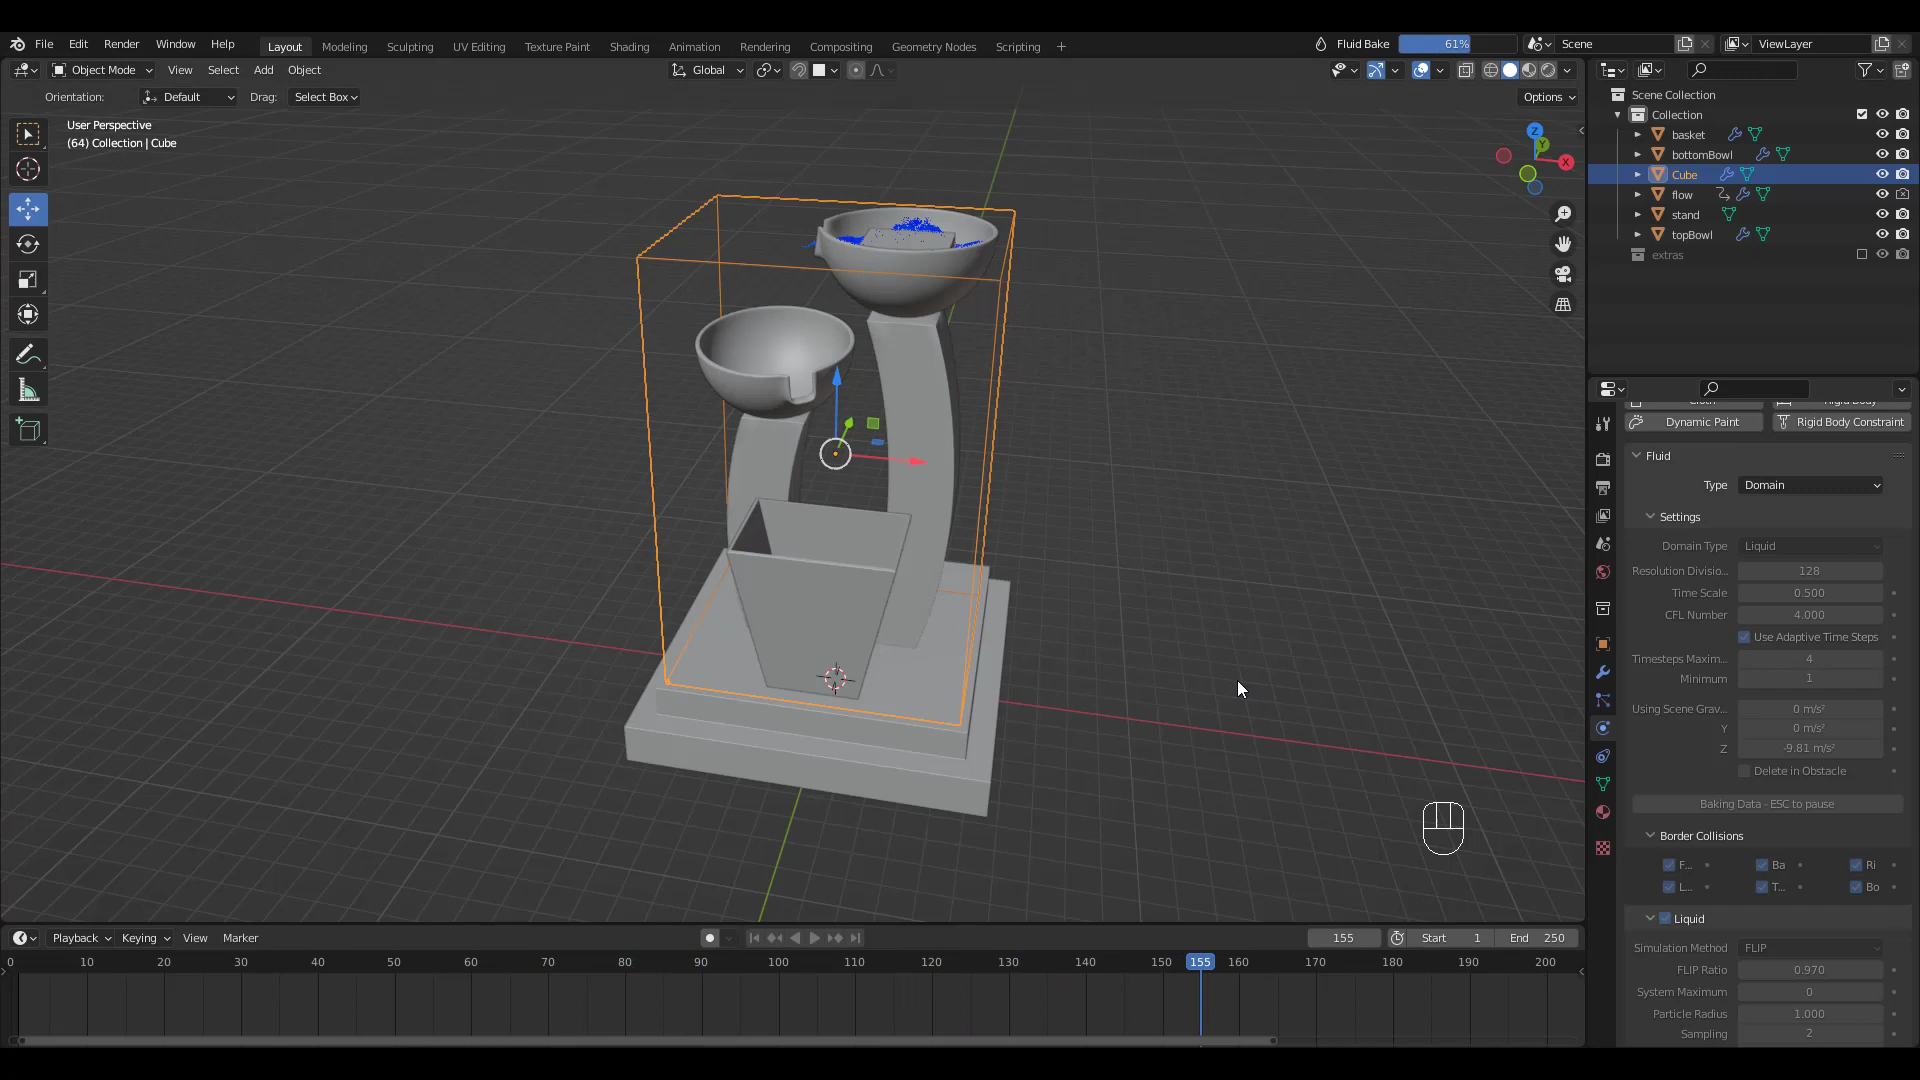 File Edit Render Window Help Layout Modeling Sculpting UV Editing Texture Paint Shading Animation Rendering Compositing Geometry Nodes Scripting + Fluid Bake 61% Scene ViewLayer
Object Mode View Select Add Object Global
Orientation: Default Drag: Select Box Options
User Perspective
(64) Collection | Cube
Z
Y
X
Scene Collection
Collection
basket
bottomBowl
Cube
flow
stand
topBowl
extras
Dynamic Paint Rigid Body Constraint
Fluid
Type Domain
Settings
Domain Type Liquid
Resolution Divisio... 128
Time Scale 0.500
CFL Number 4.000
Use Adaptive Time Steps
Timesteps Maxim... 4
Minimum 1
Using Scene Grav... 0 m/s²
Y 0 m/s²
Z -9.81 m/s²
Delete in Obstacle
Baking Data - ESC to pause
Border Collisions
F... Ba Ri
L... T... Bo
Liquid
Simulation Method FLIP
FLIP Ratio 0.970
System Maximum 0
Particle Radius 1.000
Sampling 2
Playback Keying View Marker 155 Start 1 End 250
0 10 20 30 40 50 60 70 80 90 100 110 120 130 140 150 155 160 170 180 190 200